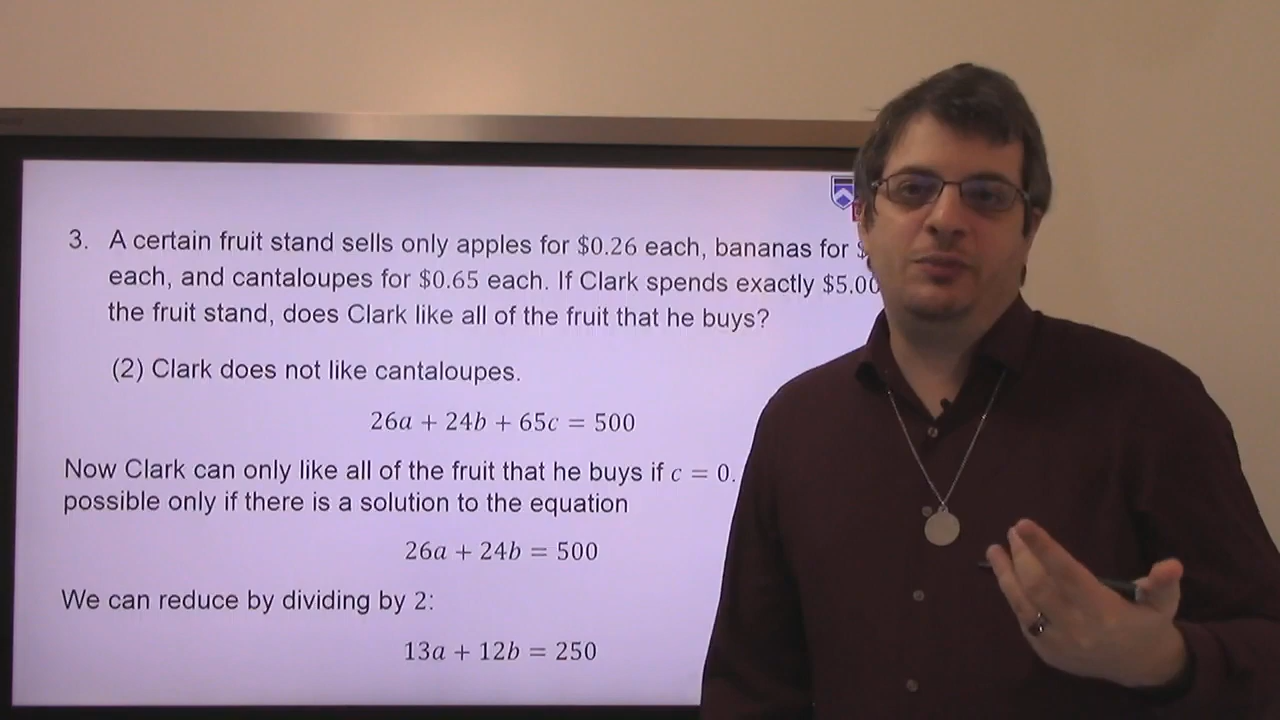 3. A certain fruit stand sells only apples for $0.26 each, bananas for $
each, and cantaloupes for $0.65 each. If Clark spends exactly $5.00
the fruit stand, does Clark like all of the fruit that he buys?
(2) Clark does not like cantaloupes.
26a + 24b + 65c = 500
Now Clark can only like all of the fruit that he buys if c = 0.
possible only if there is a solution to the equation
26a + 24b = 500
We can reduce by dividing by 2:
13a + 12b = 250